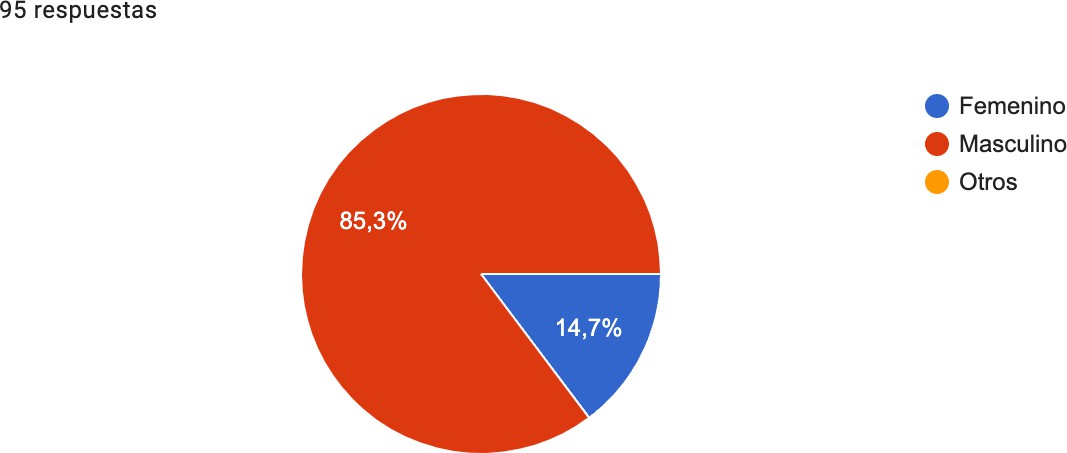 95 respuestas
Femenino
Masculino
Otros
85,3%
14,7%